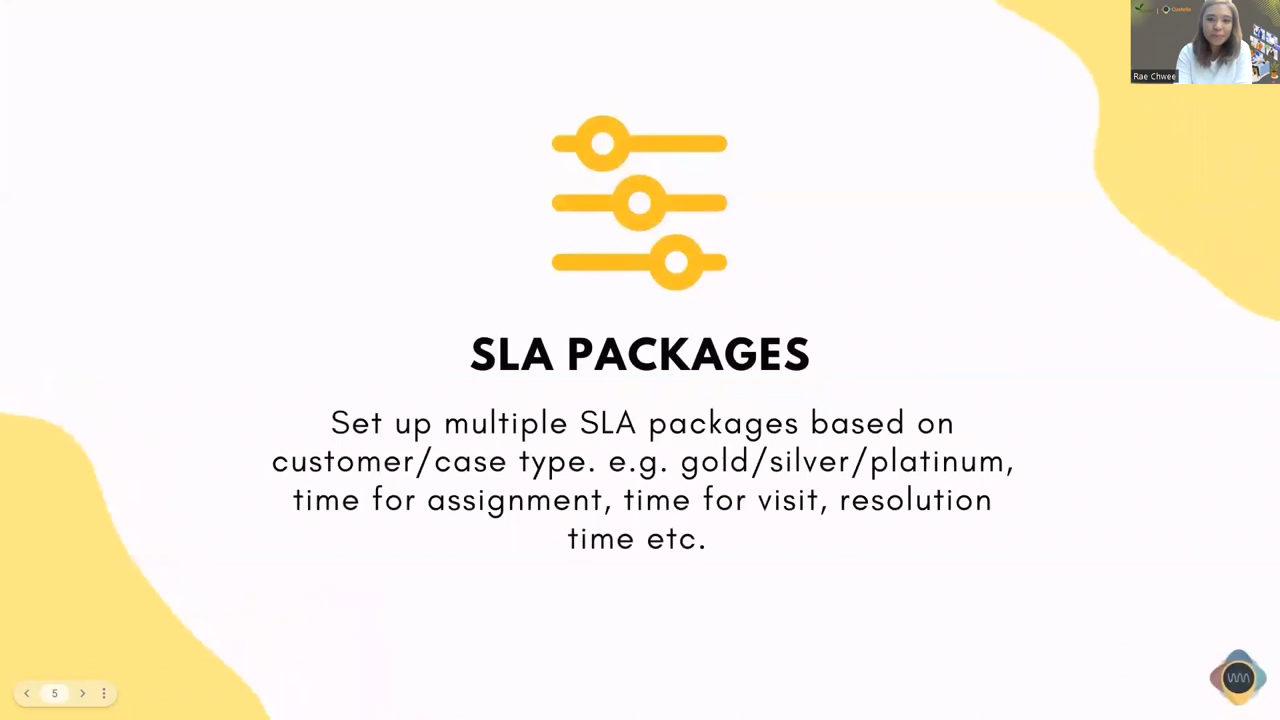 Custella
Rae Chwee
SLA PACKAGES
Set up multiple SLA packages based on
customer/case type. e.g. gold/silver/platinum,
time for assignment, time for visit, resolution
time etc.
5